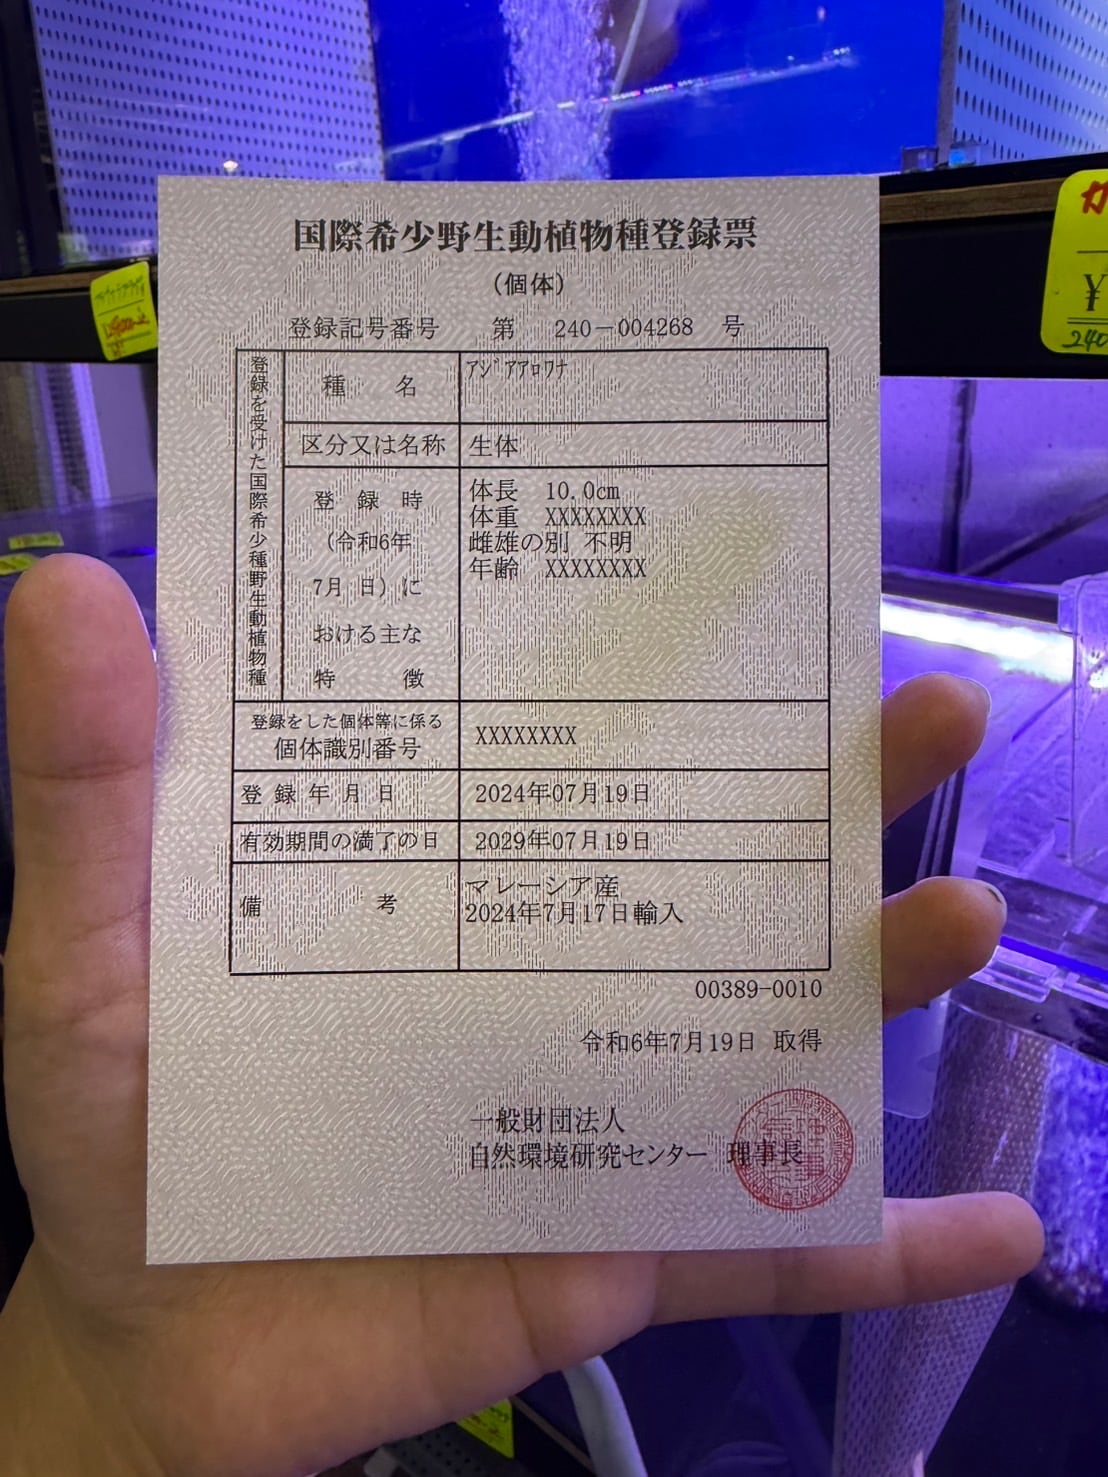 国際希少野生動植物種登録票
(個体)
登録記号番号 第 240-004268 号
登録を受けた国際希少種野生動植物種
種 名
アジアアロワナ
区分又は名称
生体
登録時
(令和6年
7月 日)に
おける主な
特 徴
体長 10.0cm
体重 XXXXXXXX
雌雄の別 不明
年齢 XXXXXXXX
登録をした個体等に係る
個体識別番号
XXXXXXXX
登録年月日
2024年07月19日
有効期間の満了の日
2029年07月19日
備 考
マレーシア産
2024年7月17日輸入
00389-0010
令和6年7月19日 取得
一般財団法人
自然環境研究センター 理事長
¥
240